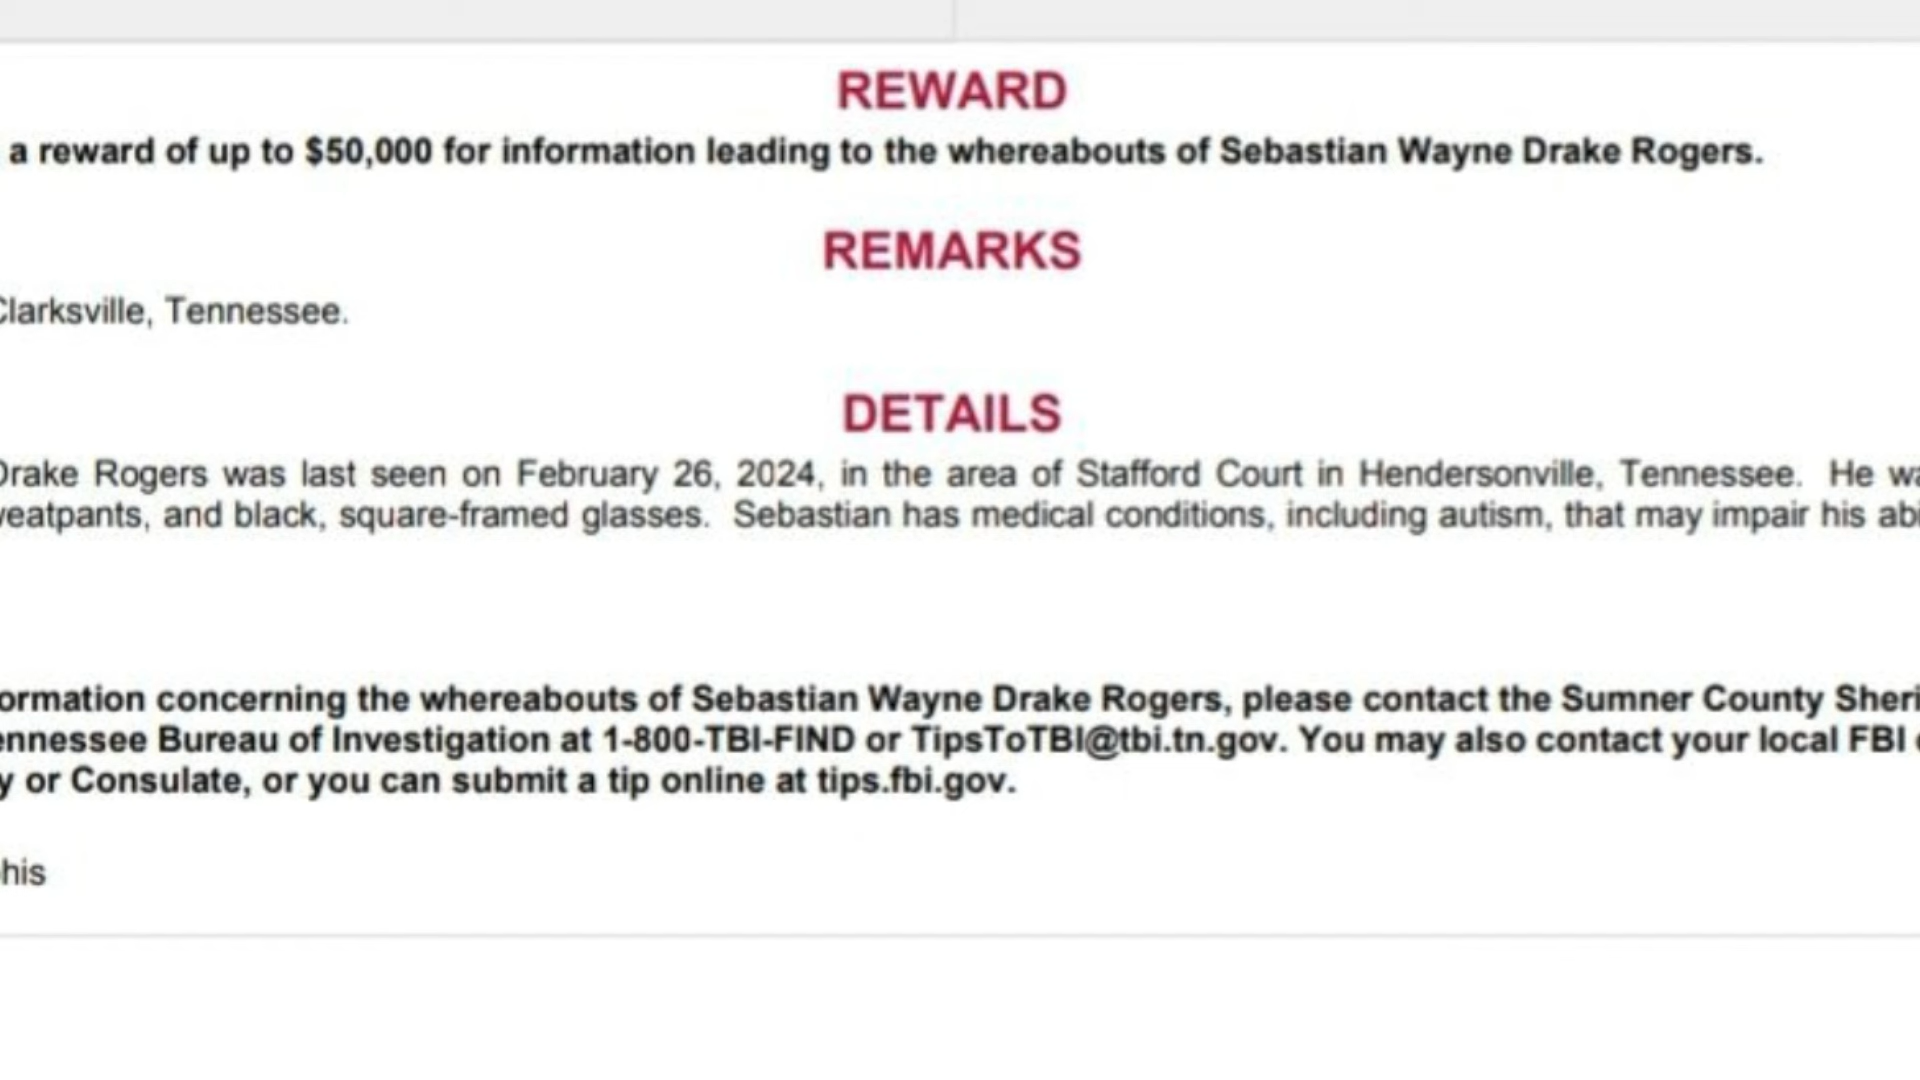 REWARD
a reward of up to $50,000 for information leading to the whereabouts of Sebastian Wayne Drake Rogers.
REMARKS
Clarksville, Tennessee.
DETAILS
Drake Rogers was last seen on February 26, 2024, in the area of Stafford Court in Hendersonville, Tennessee. He wa
weatpants, and black, square-framed glasses. Sebastian has medical conditions, including autism, that may impair his abi
ormation concerning the whereabouts of Sebastian Wayne Drake Rogers, please contact the Sumner County Sheri
ennessee Bureau of Investigation at 1-800-TBI-FIND or TipsToTBI@tbi.tn.gov. You may also contact your local FBI
y or Consulate, or you can submit a tip online at tips.fbi.gov.
his